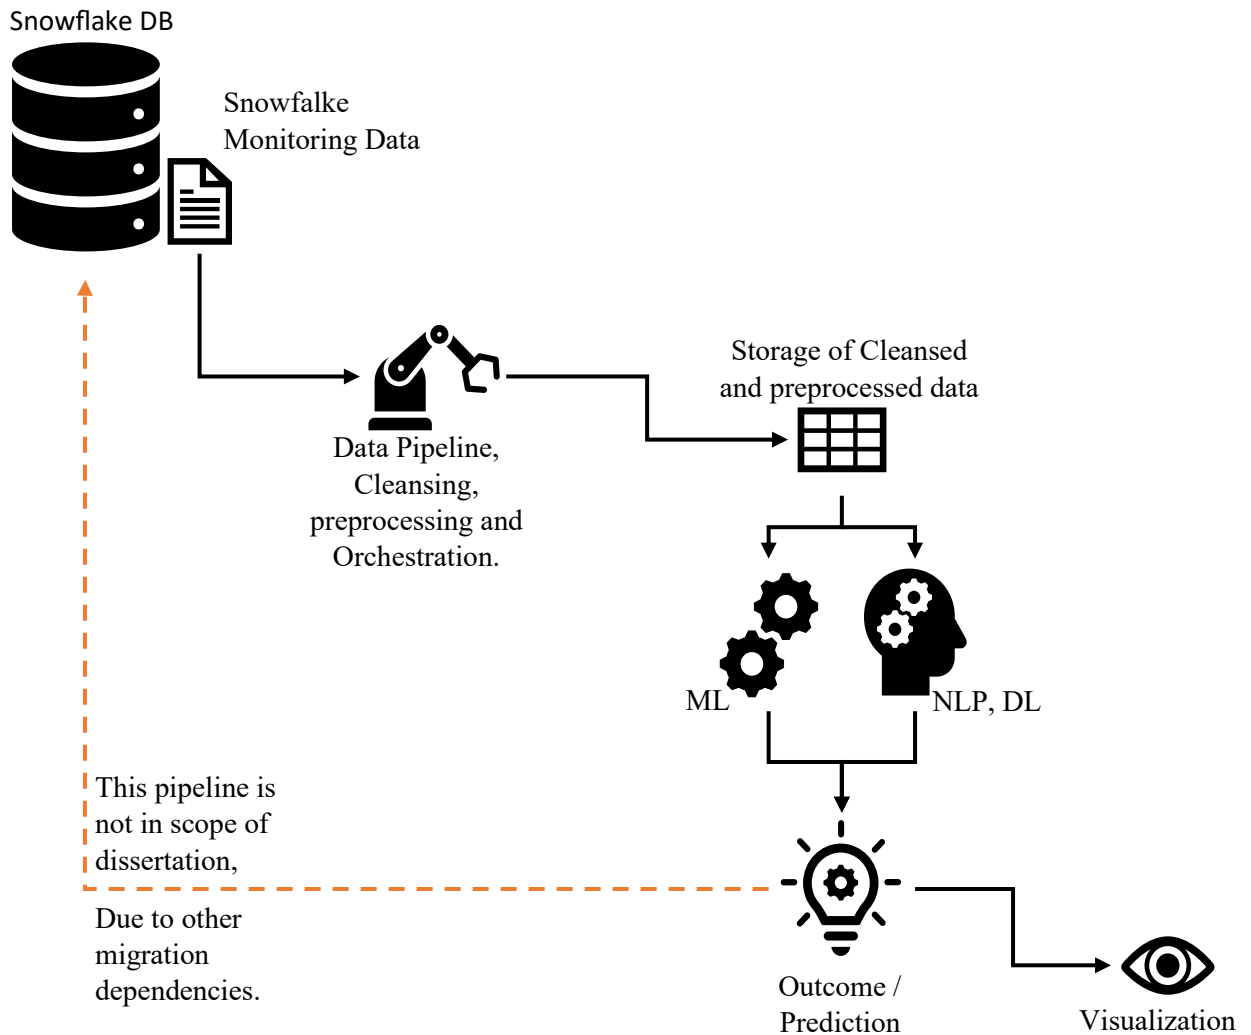 Snowflake DB
Snowfalke
Monitoring Data
Storage of Cleansed
and preprocessed data
Data Pipeline,
Cleansing,
preprocessing and
Orchestration.
ML
NLP, DL
This pipeline is
not in scope of
dissertation,
Due to other
migration
dependencies.
Outcome /
Prediction
Visualization